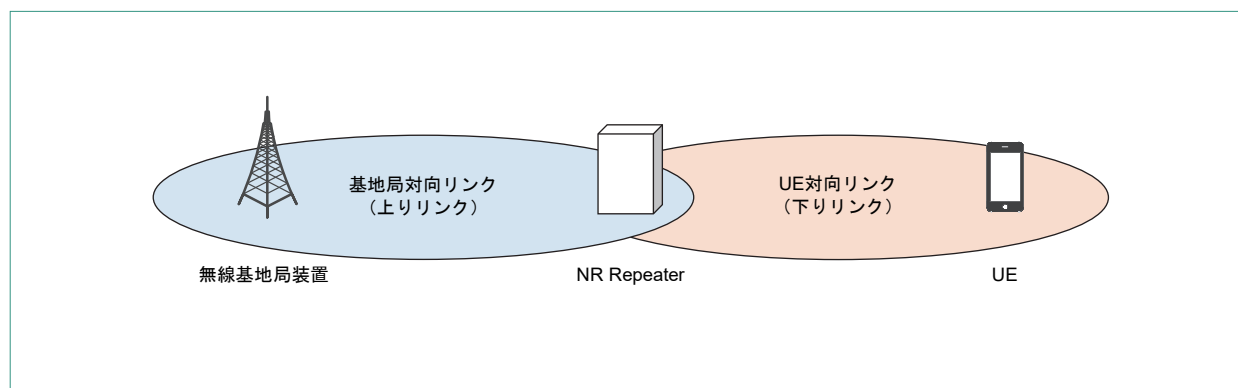 基地局対向リンク
（上りリンク）
UE対向リンク
（下りリンク）
無線基地局装置
NR Repeater
UE